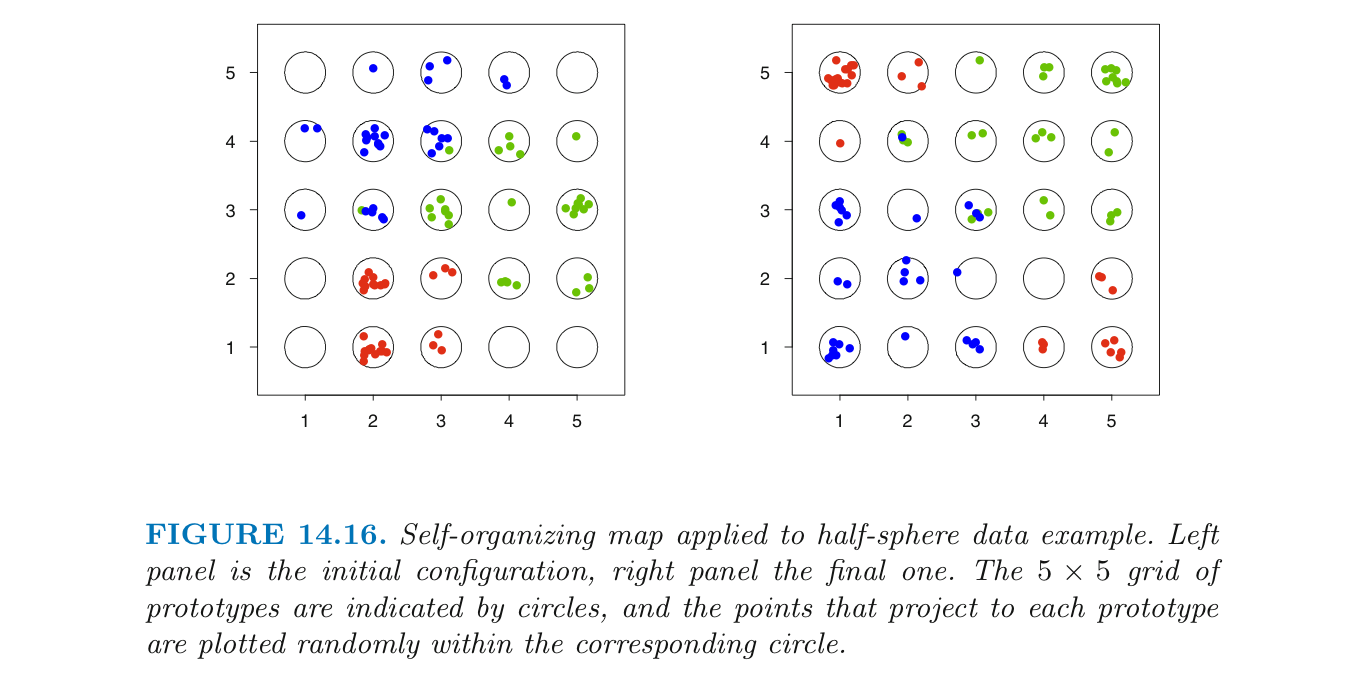 5
4
3
2
1
1 2 3 4 5
5
4
3
2
1
1 2 3 4 5
FIGURE 14.16. Self-organizing map applied to half-sphere data example. Left
panel is the initial configuration, right panel the final one. The 5 × 5 grid of
prototypes are indicated by circles, and the points that project to each prototype
are plotted randomly within the corresponding circle.